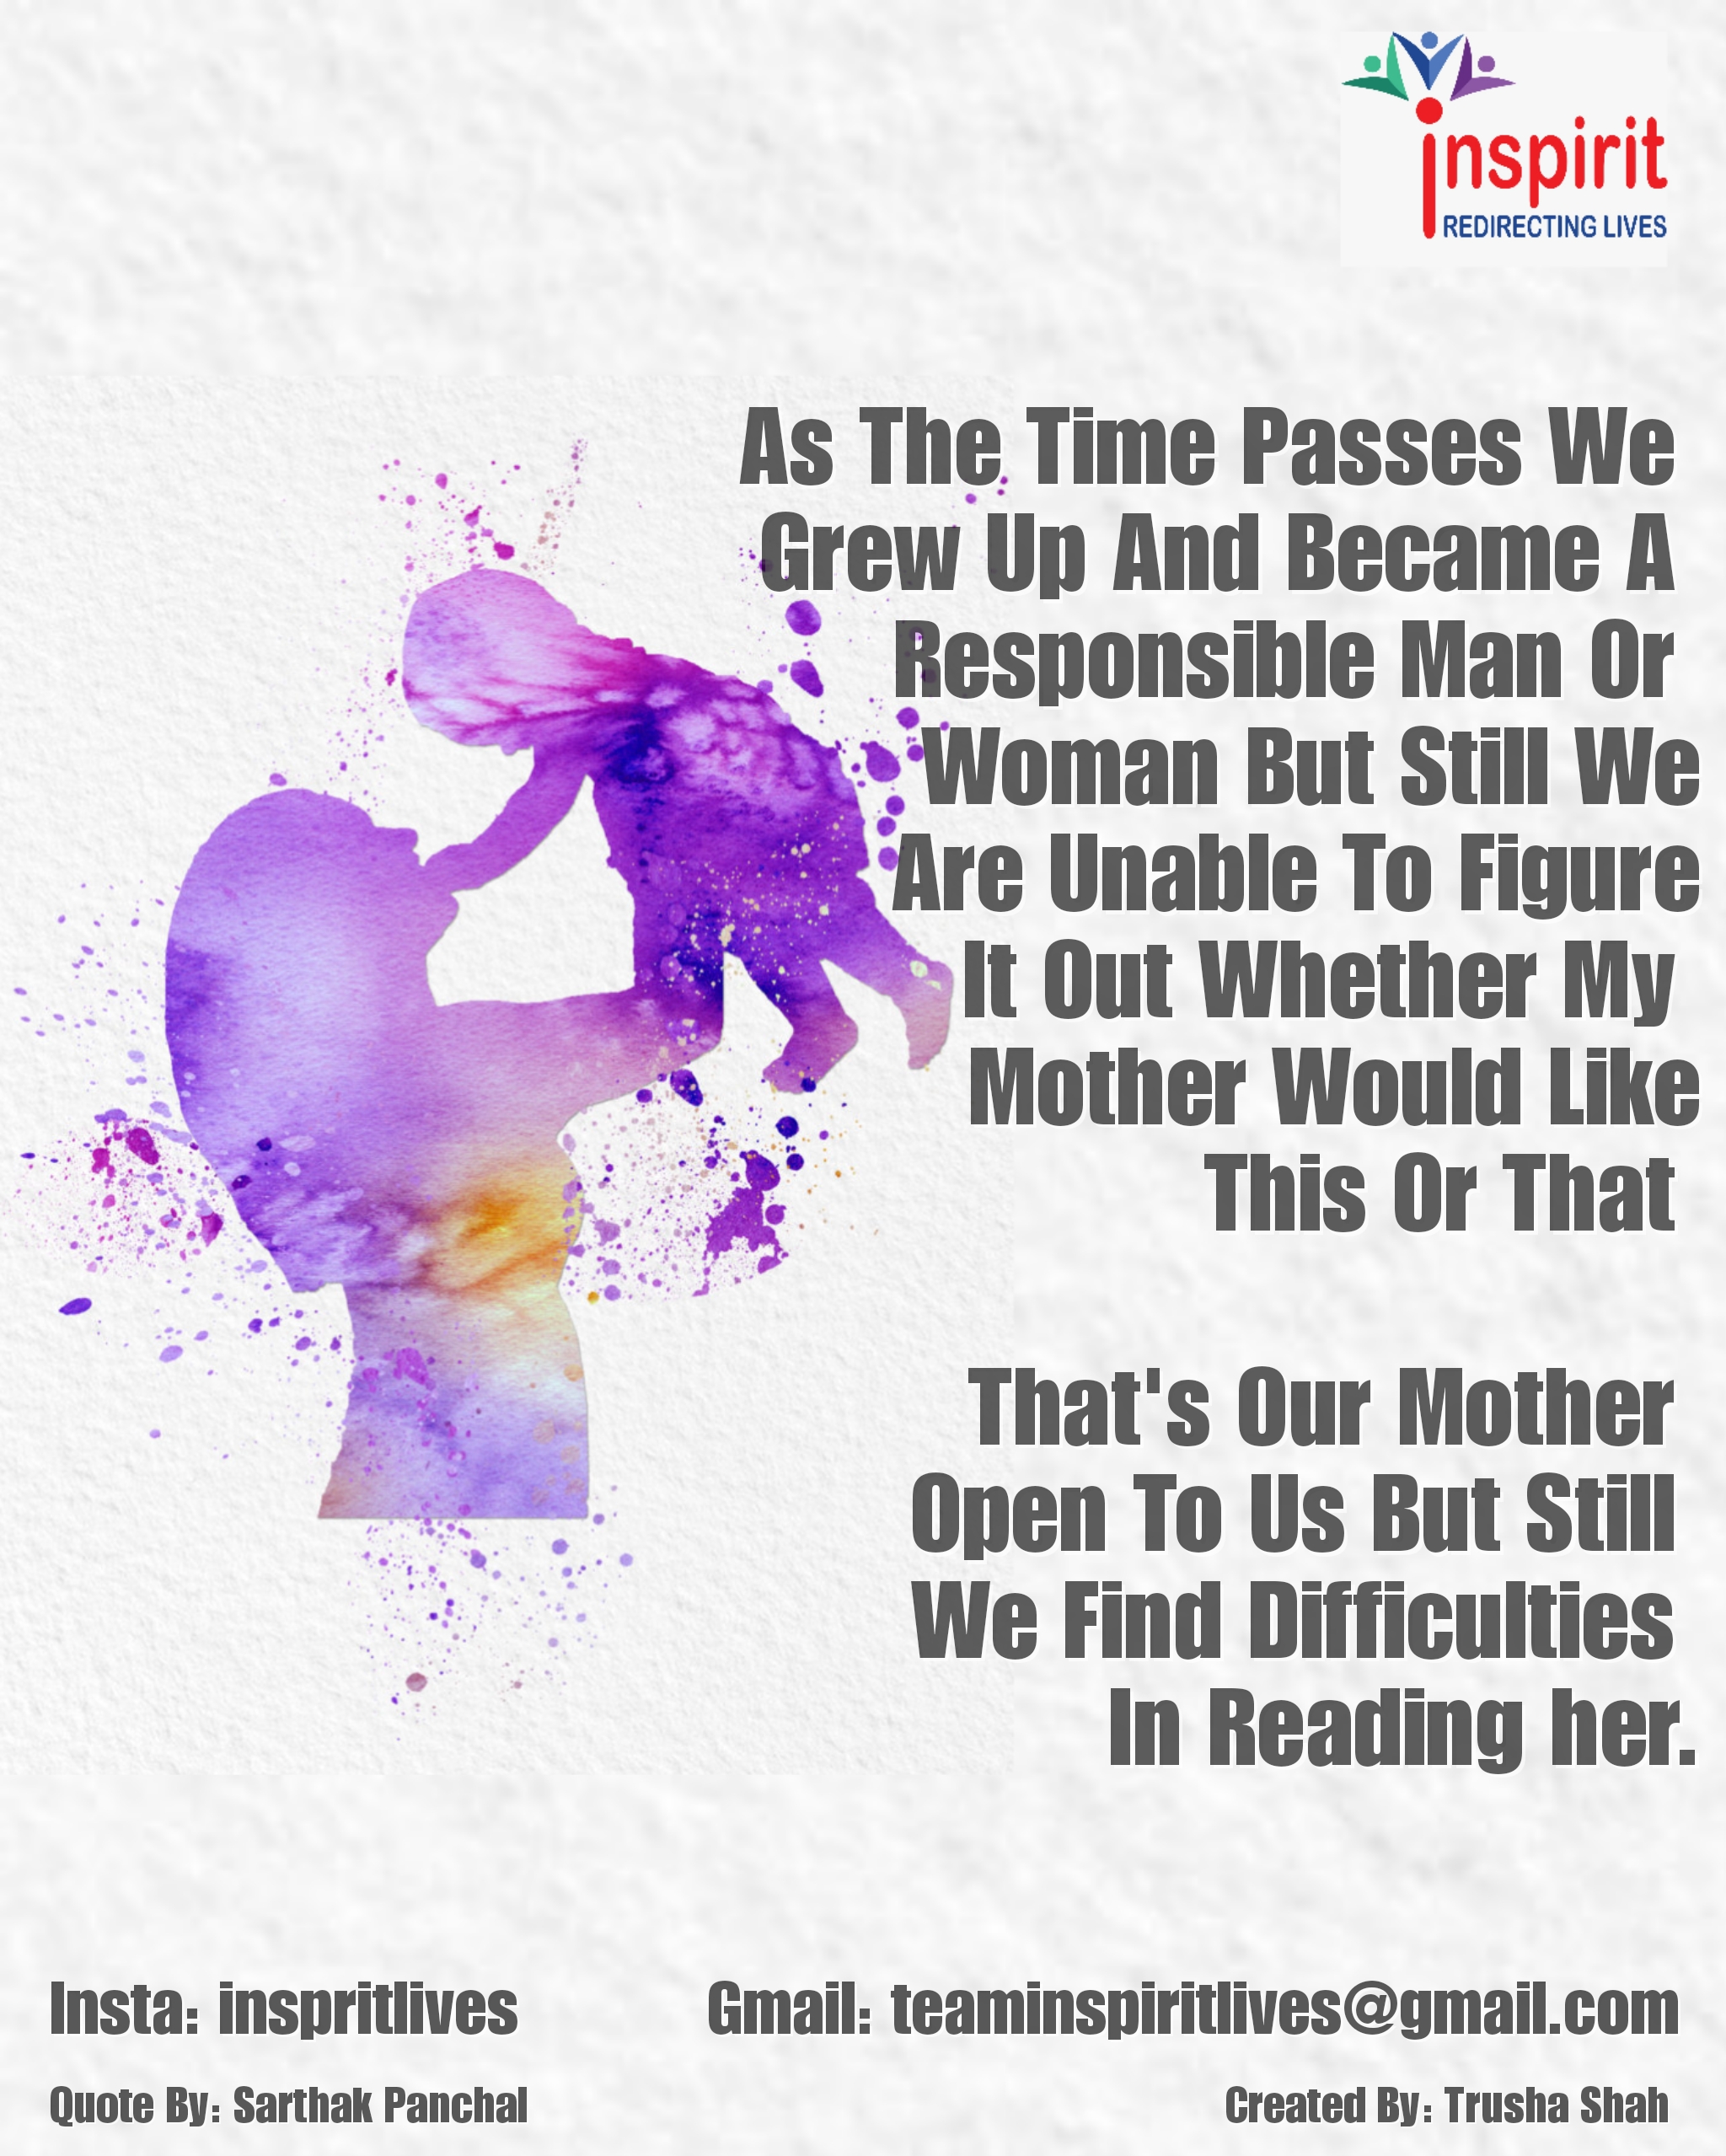 inspirit
REDIRECTING LIVES
As The Time Passes We
Grew Up And Became A
Responsible Man Or
Woman But Still We
Are Unable To Figure
It Out Whether My
Mother Would Like
This Or That
That's Our Mother
Open To Us But Still
We Find Difficulties
In Reading her.
Insta: inspritlives
Gmail: teaminspiritlives@gmail.com
Quote By: Sarthak Panchal
Created By: Trusha Shah